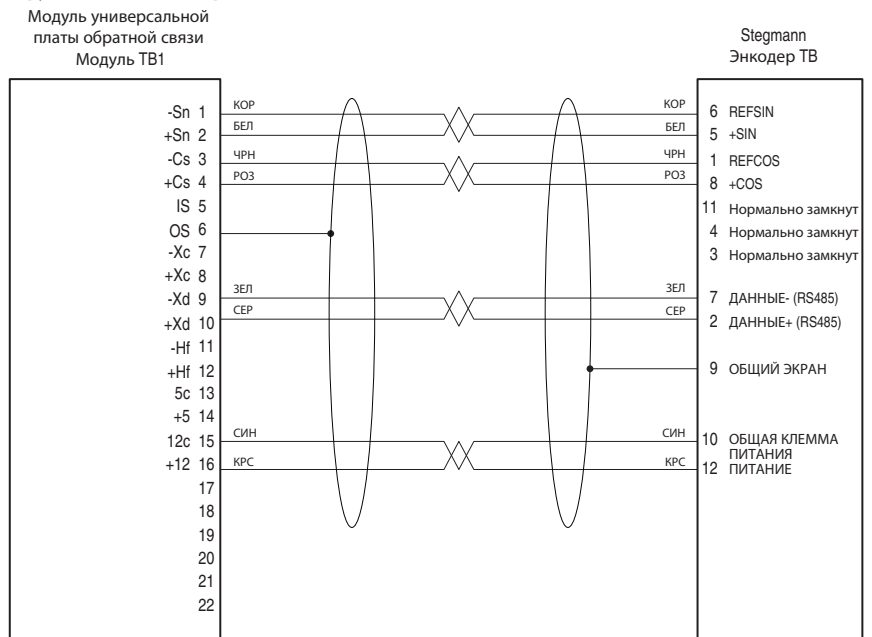 Модуль универсальной
платы обратной связи
Модуль TB1
Stegmann
Энкодер ТВ
-Sn 1 КОР КОР 6 REFSIN
+Sn 2 БЕЛ БЕЛ 5 +SIN
-Cs 3 ЧРН ЧРН 1 REFCOS
+Cs 4 РОЗ РОЗ 8 +COS
IS 5 11 Нормально замкнут
OS 6 4 Нормально замкнут
-Xc 7 3 Нормально замкнут
+Xc 8
-Xd 9 ЗЕЛ ЗЕЛ 7 ДАННЫЕ- (RS485)
+Xd 10 СЕР СЕР 2 ДАННЫЕ+ (RS485)
-Hf 11
+Hf 12 9 ОБЩИЙ ЭКРАН
5c 13
+5 14
12c 15 СИН СИН 10 ОБЩАЯ КЛЕММА
ПИТАНИЯ
+12 16 КРС КРС 12 ПИТАНИЕ
17
18
19
20
21
22